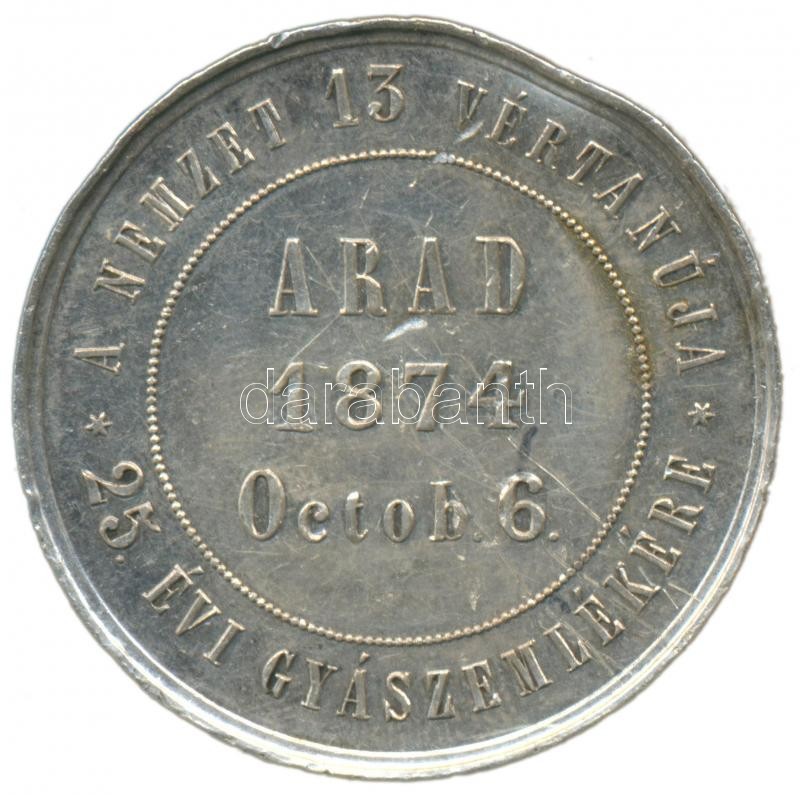 A NEMZET 13 VÉRTANÚJA
* 25. ÉVI GYÁSZEMLÉKÉRE *
ARAD
1874
Octob. 6.
darabanth